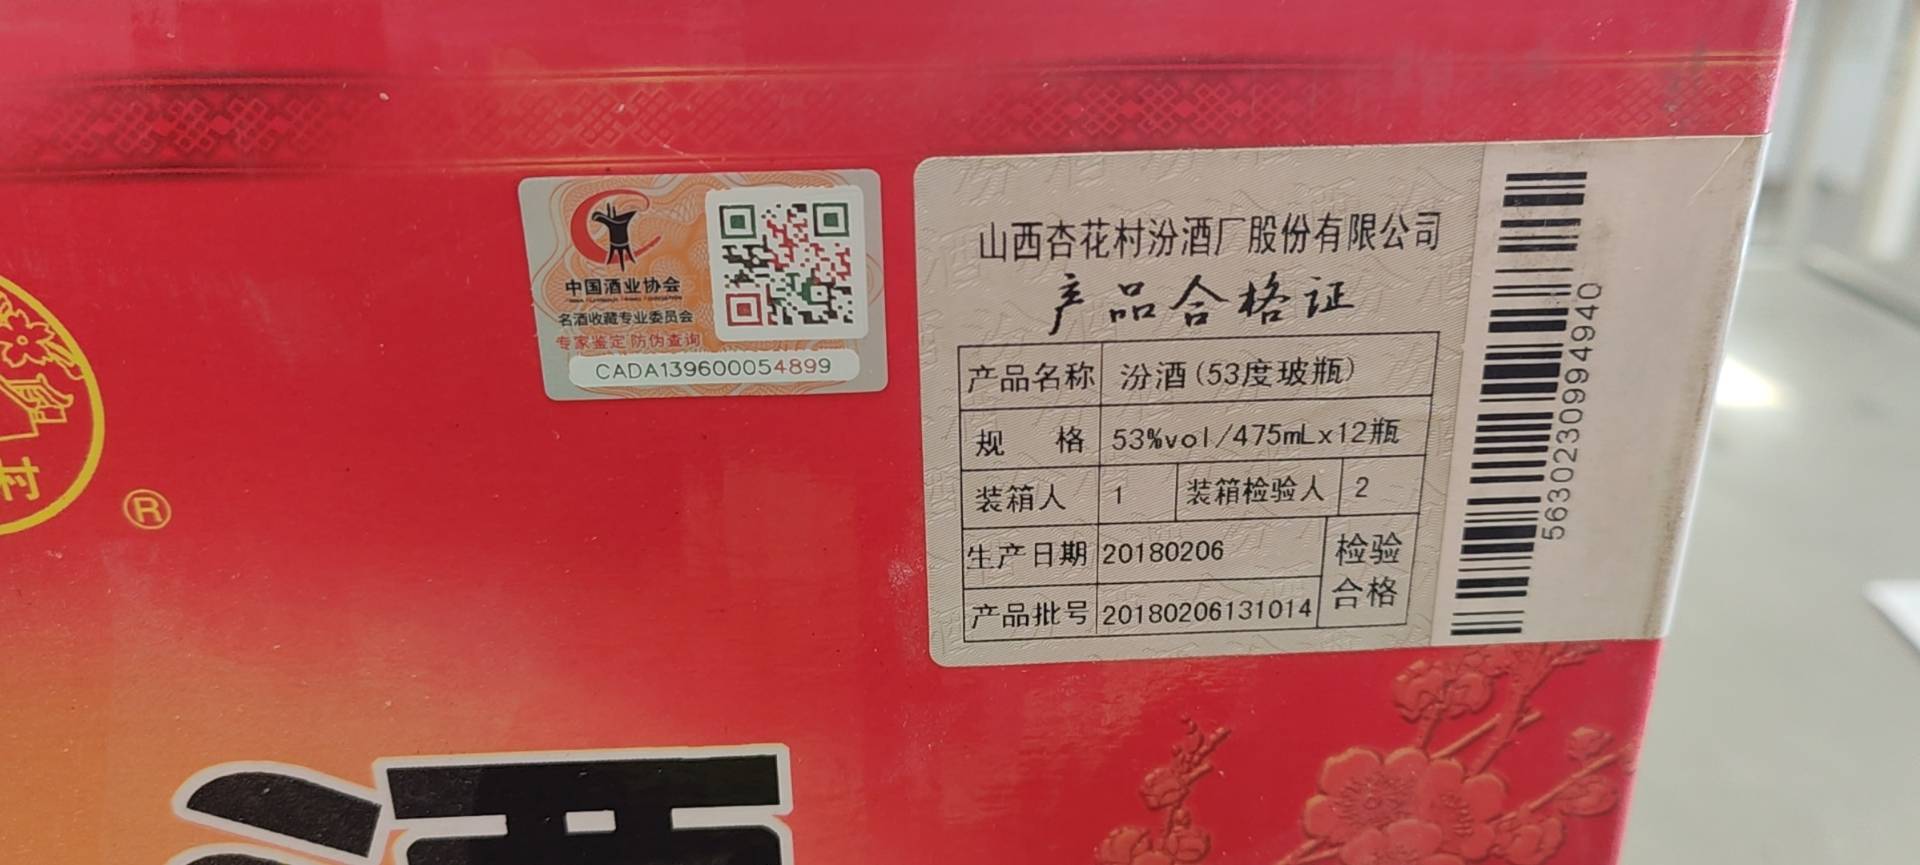 村
®
中国酒业协会
名酒收藏专业委员会
专家鉴定 防伪查询
CADA139600054899
山西杏花村汾酒厂股份有限公司
产品合格证
产品名称 汾酒(53度玻瓶)
规 格 53%vol/475mLx12瓶
装箱人 1 装箱检验人 2
生产日期 20180206
检验
合格
产品批号 20180206131014
563023099494​0
酒